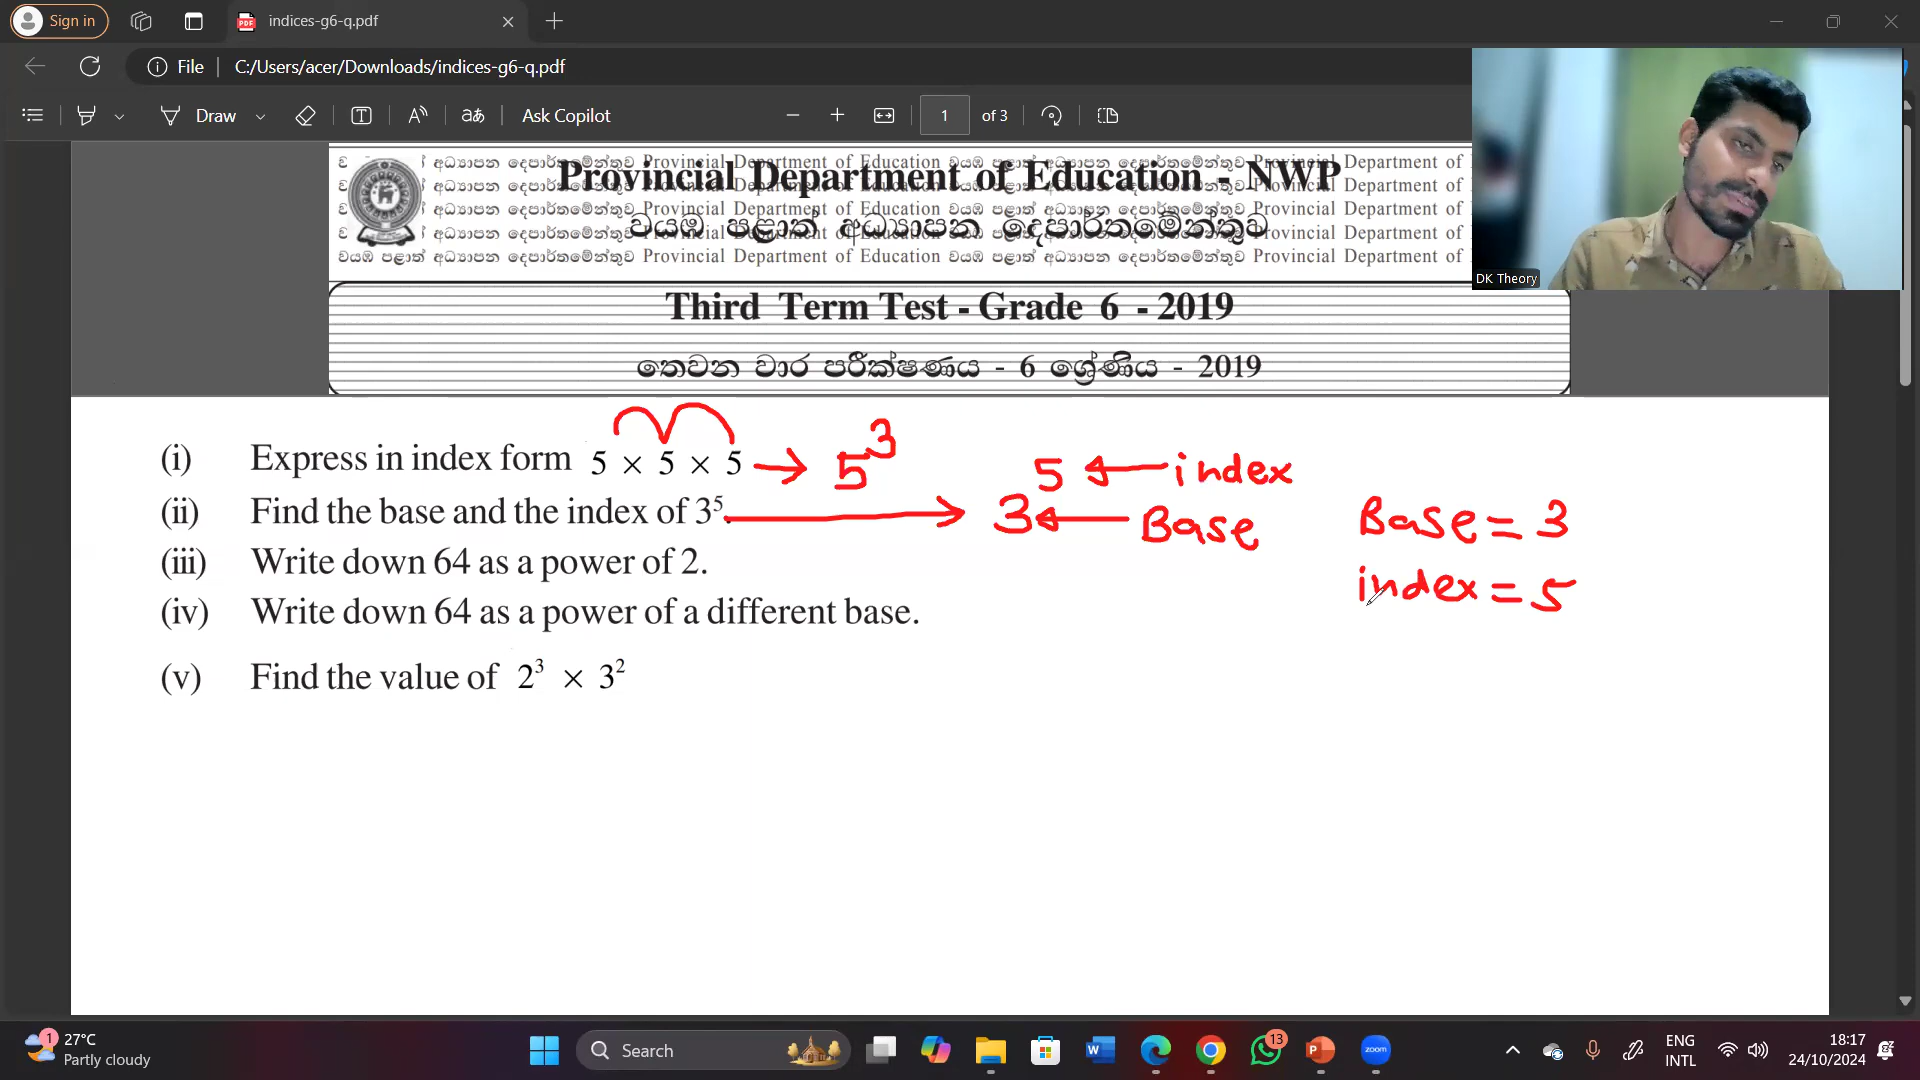 Sign in
indices-g6-q.pdf
File
C:/Users/acer/Downloads/indices-g6-q.pdf
Draw
Ask Copilot
1 of 3
DK Theory
Provincial Department of Education - NWP
වයඹ පළාත් අධ්‍යාපන දෙපාර්තමේන්තුව
Third Term Test - Grade 6 - 2019
තෙවන වාර පරීක්ෂණය - 6 ශ්‍රේණිය - 2019
(i) Express in index form 5 × 5 × 5 → 5³
(ii) Find the base and the index of 3⁵. → 3⁵
← index
← Base
Base = 3
index = 5
(iii) Write down 64 as a power of 2.
(iv) Write down 64 as a power of a different base.
(v) Find the value of 2³ × 3²
1
27°C
Partly cloudy
Search
13
zoom
ENG
INTL
18:17
24/10/2024